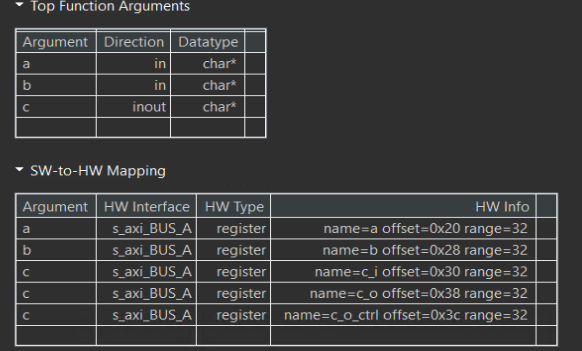 Top Function Arguments
Argument Direction Datatype
a in char*
b in char*
c inout char*
SW-to-HW Mapping
Argument HW Interface HW Type HW Info
a s_axi_BUS_A register name=a offset=0x20 range=32
b s_axi_BUS_A register name=b offset=0x28 range=32
c s_axi_BUS_A register name=c_i offset=0x30 range=32
c s_axi_BUS_A register name=c_o offset=0x38 range=32
c s_axi_BUS_A register name=c_o_ctrl offset=0x3c range=32